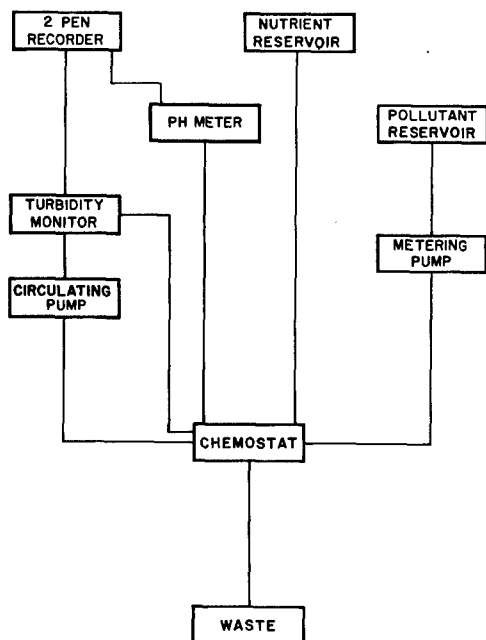 2 PEN
RECORDER
NUTRIENT
RESERVOIR
PH METER
POLLUTANT
RESERVOIR
TURBIDITY
MONITOR
METERING
PUMP
CIRCULATING
PUMP
CHEMOSTAT
WASTE